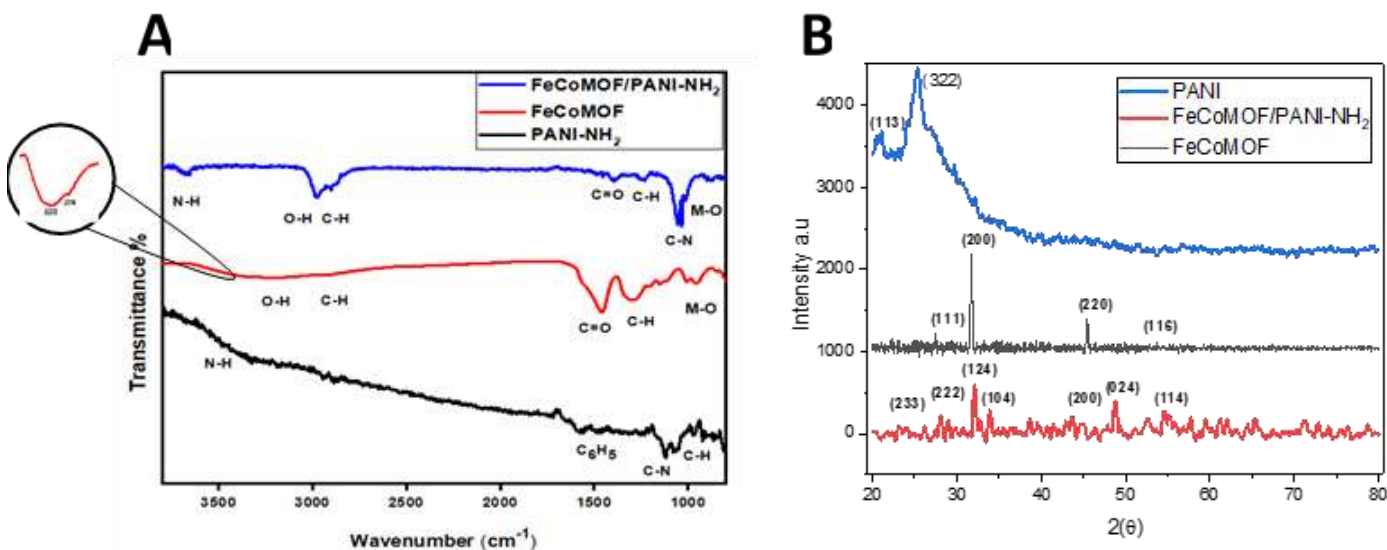 A
FeCoMOF/PANI-NH₂
FeCoMOF
PANI-NH₂
N-H
O-H
C-H
C=O
C-H
M-O
C-N
O-H
C-H
C=O
C-H
M-O
N-H
C₆H₅
C-N
C-H
Transmittance %
3500
3000
2500
2000
1500
1000
Wavenumber (cm⁻¹)
B
PANI
FeCoMOF/PANI-NH₂
FeCoMOF
(113)
(322)
(200)
(111)
(220)
(116)
(124)
(233)
(222)
(104)
(200)
(024)
(114)
Intensity a.u
4000
3000
2000
1000
0
20
30
40
50
60
70
80
2(θ)